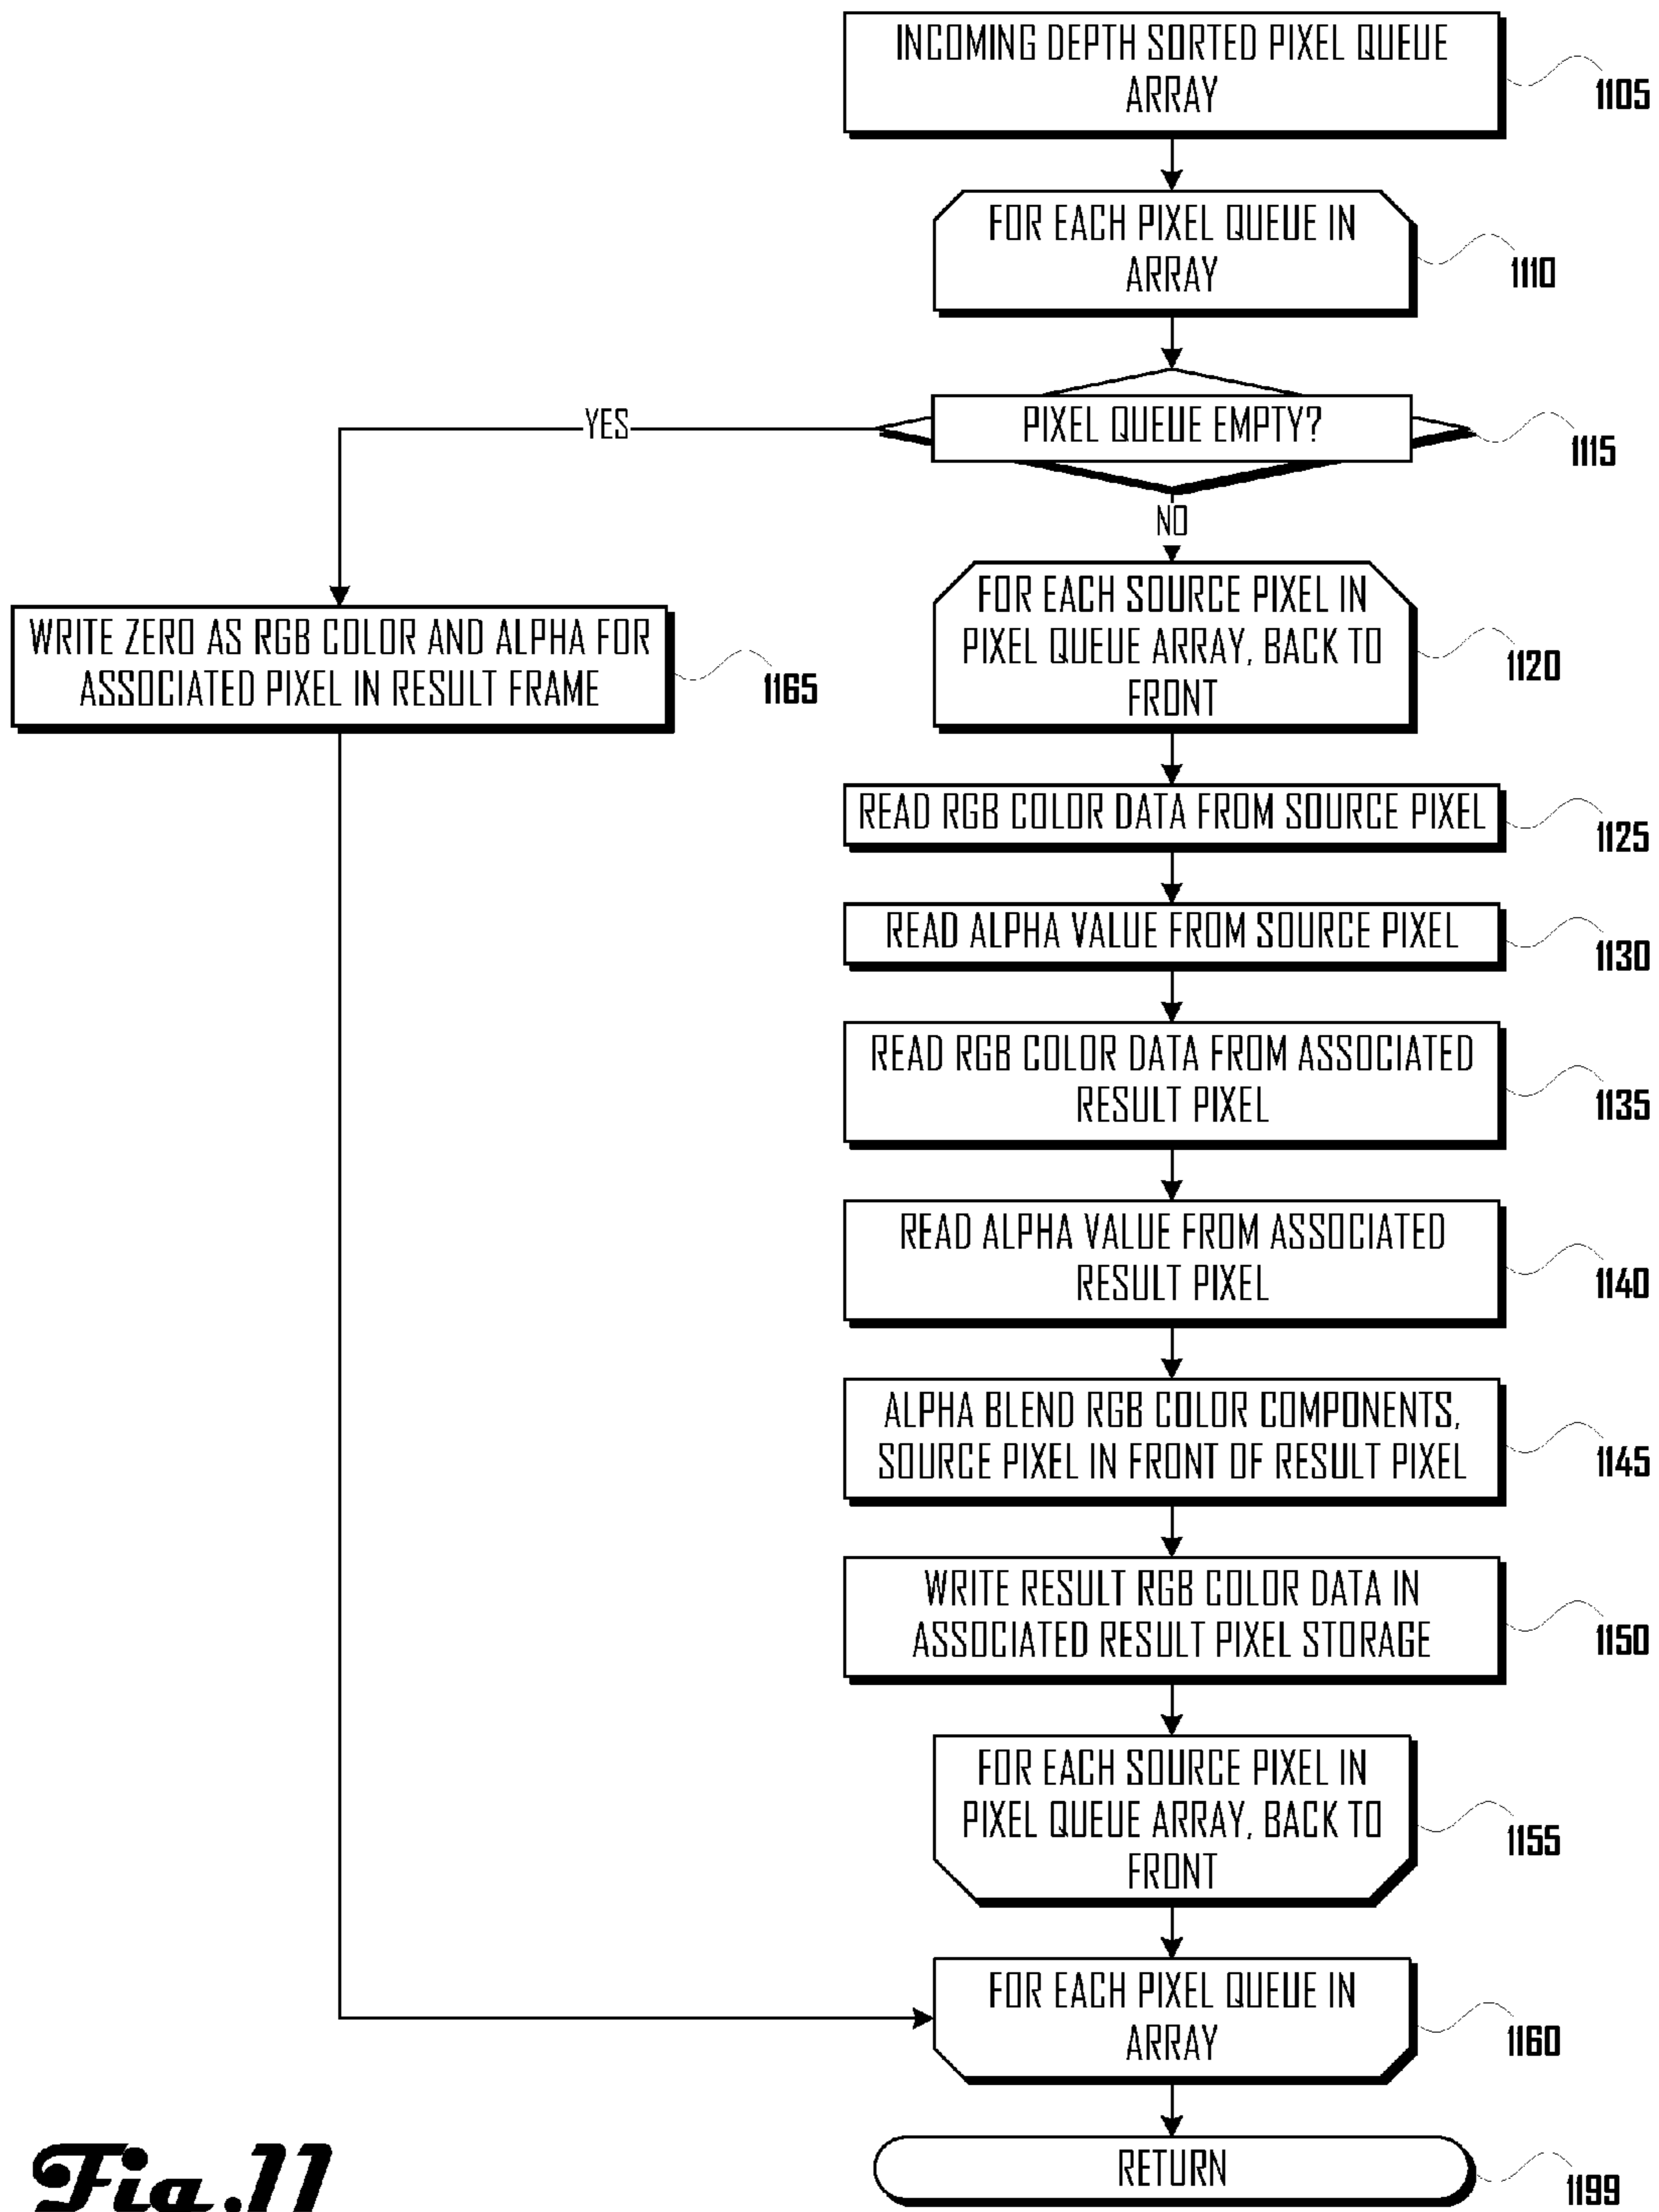 INCOMING DEPTH SORTED PIXEL QUEUE
ARRAY
1105
FOR EACH PIXEL QUEUE IN
ARRAY
1110
PIXEL QUEUE EMPTY?
1115
YES
NO
FOR EACH SOURCE PIXEL IN
PIXEL QUEUE ARRAY, BACK TO
FRONT
1120
WRITE ZERO AS RGB COLOR AND ALPHA FOR
ASSOCIATED PIXEL IN RESULT FRAME
1165
READ RGB COLOR DATA FROM SOURCE PIXEL
1125
READ ALPHA VALUE FROM SOURCE PIXEL
1130
READ RGB COLOR DATA FROM ASSOCIATED
RESULT PIXEL
1135
READ ALPHA VALUE FROM ASSOCIATED
RESULT PIXEL
1140
ALPHA BLEND RGB COLOR COMPONENTS,
SOURCE PIXEL IN FRONT OF RESULT PIXEL
1145
WRITE RESULT RGB COLOR DATA IN
ASSOCIATED RESULT PIXEL STORAGE
1150
FOR EACH SOURCE PIXEL IN
PIXEL QUEUE ARRAY, BACK TO
FRONT
1155
FOR EACH PIXEL QUEUE IN
ARRAY
1160
RETURN
1199
Fig.11